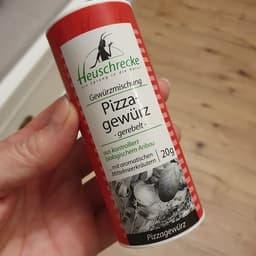 Heuschrecke
Gewürzmischung
Pizza-
gewürz
- gerebelt -
aus kontrolliert
biologischem Anbau
- mit aromatischen
Mittelmeerkräutern
20g
Pizzagewürz